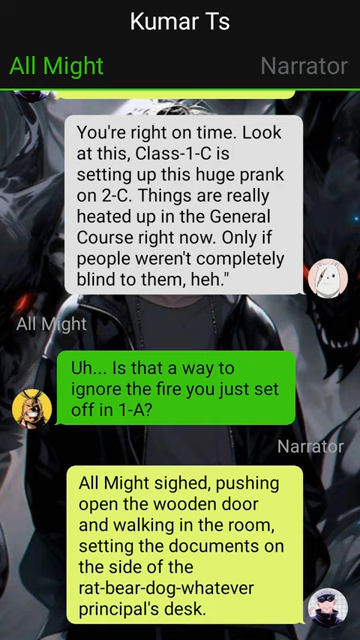 Kumar Ts
All Might
Narrator
You're right on time. Look
at this, Class-1-C is
setting up this huge prank
on 2-C. Things are really
heated up in the General
Course right now. Only if
people weren't completely
blind to them, heh."
All Might
Uh... Is that a way to
ignore the fire you just set
off in 1-A?
Narrator
All Might sighed, pushing
open the wooden door
and walking in the room,
setting the documents on
the side of the
rat-bear-dog-whatever
principal's desk.